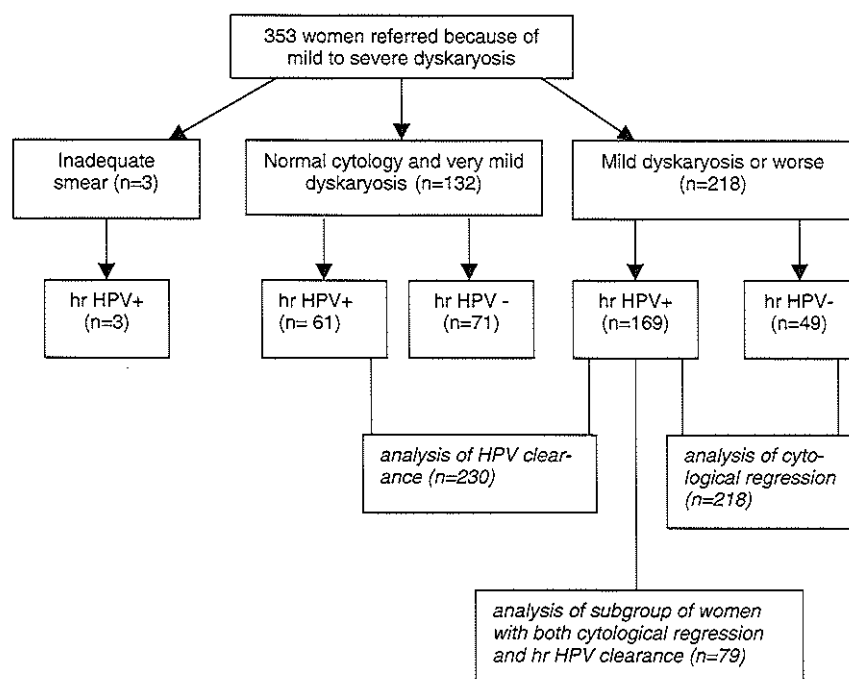 353 women referred because of
mild to severe dyskaryosis
Inadequate
smear (n=3)
Normal cytology and very mild
dyskaryosis (n=132)
Mild dyskaryosis or worse
(n=218)
hr HPV+
(n=3)
hr HPV+
(n= 61)
hr HPV -
(n=71)
hr HPV+
(n=169)
hr HPV-
(n=49)
analysis of HPV clear-
ance (n=230)
analysis of cyto-
logical regression
(n=218)
analysis of subgroup of women
with both cytological regression
and hr HPV clearance (n=79)